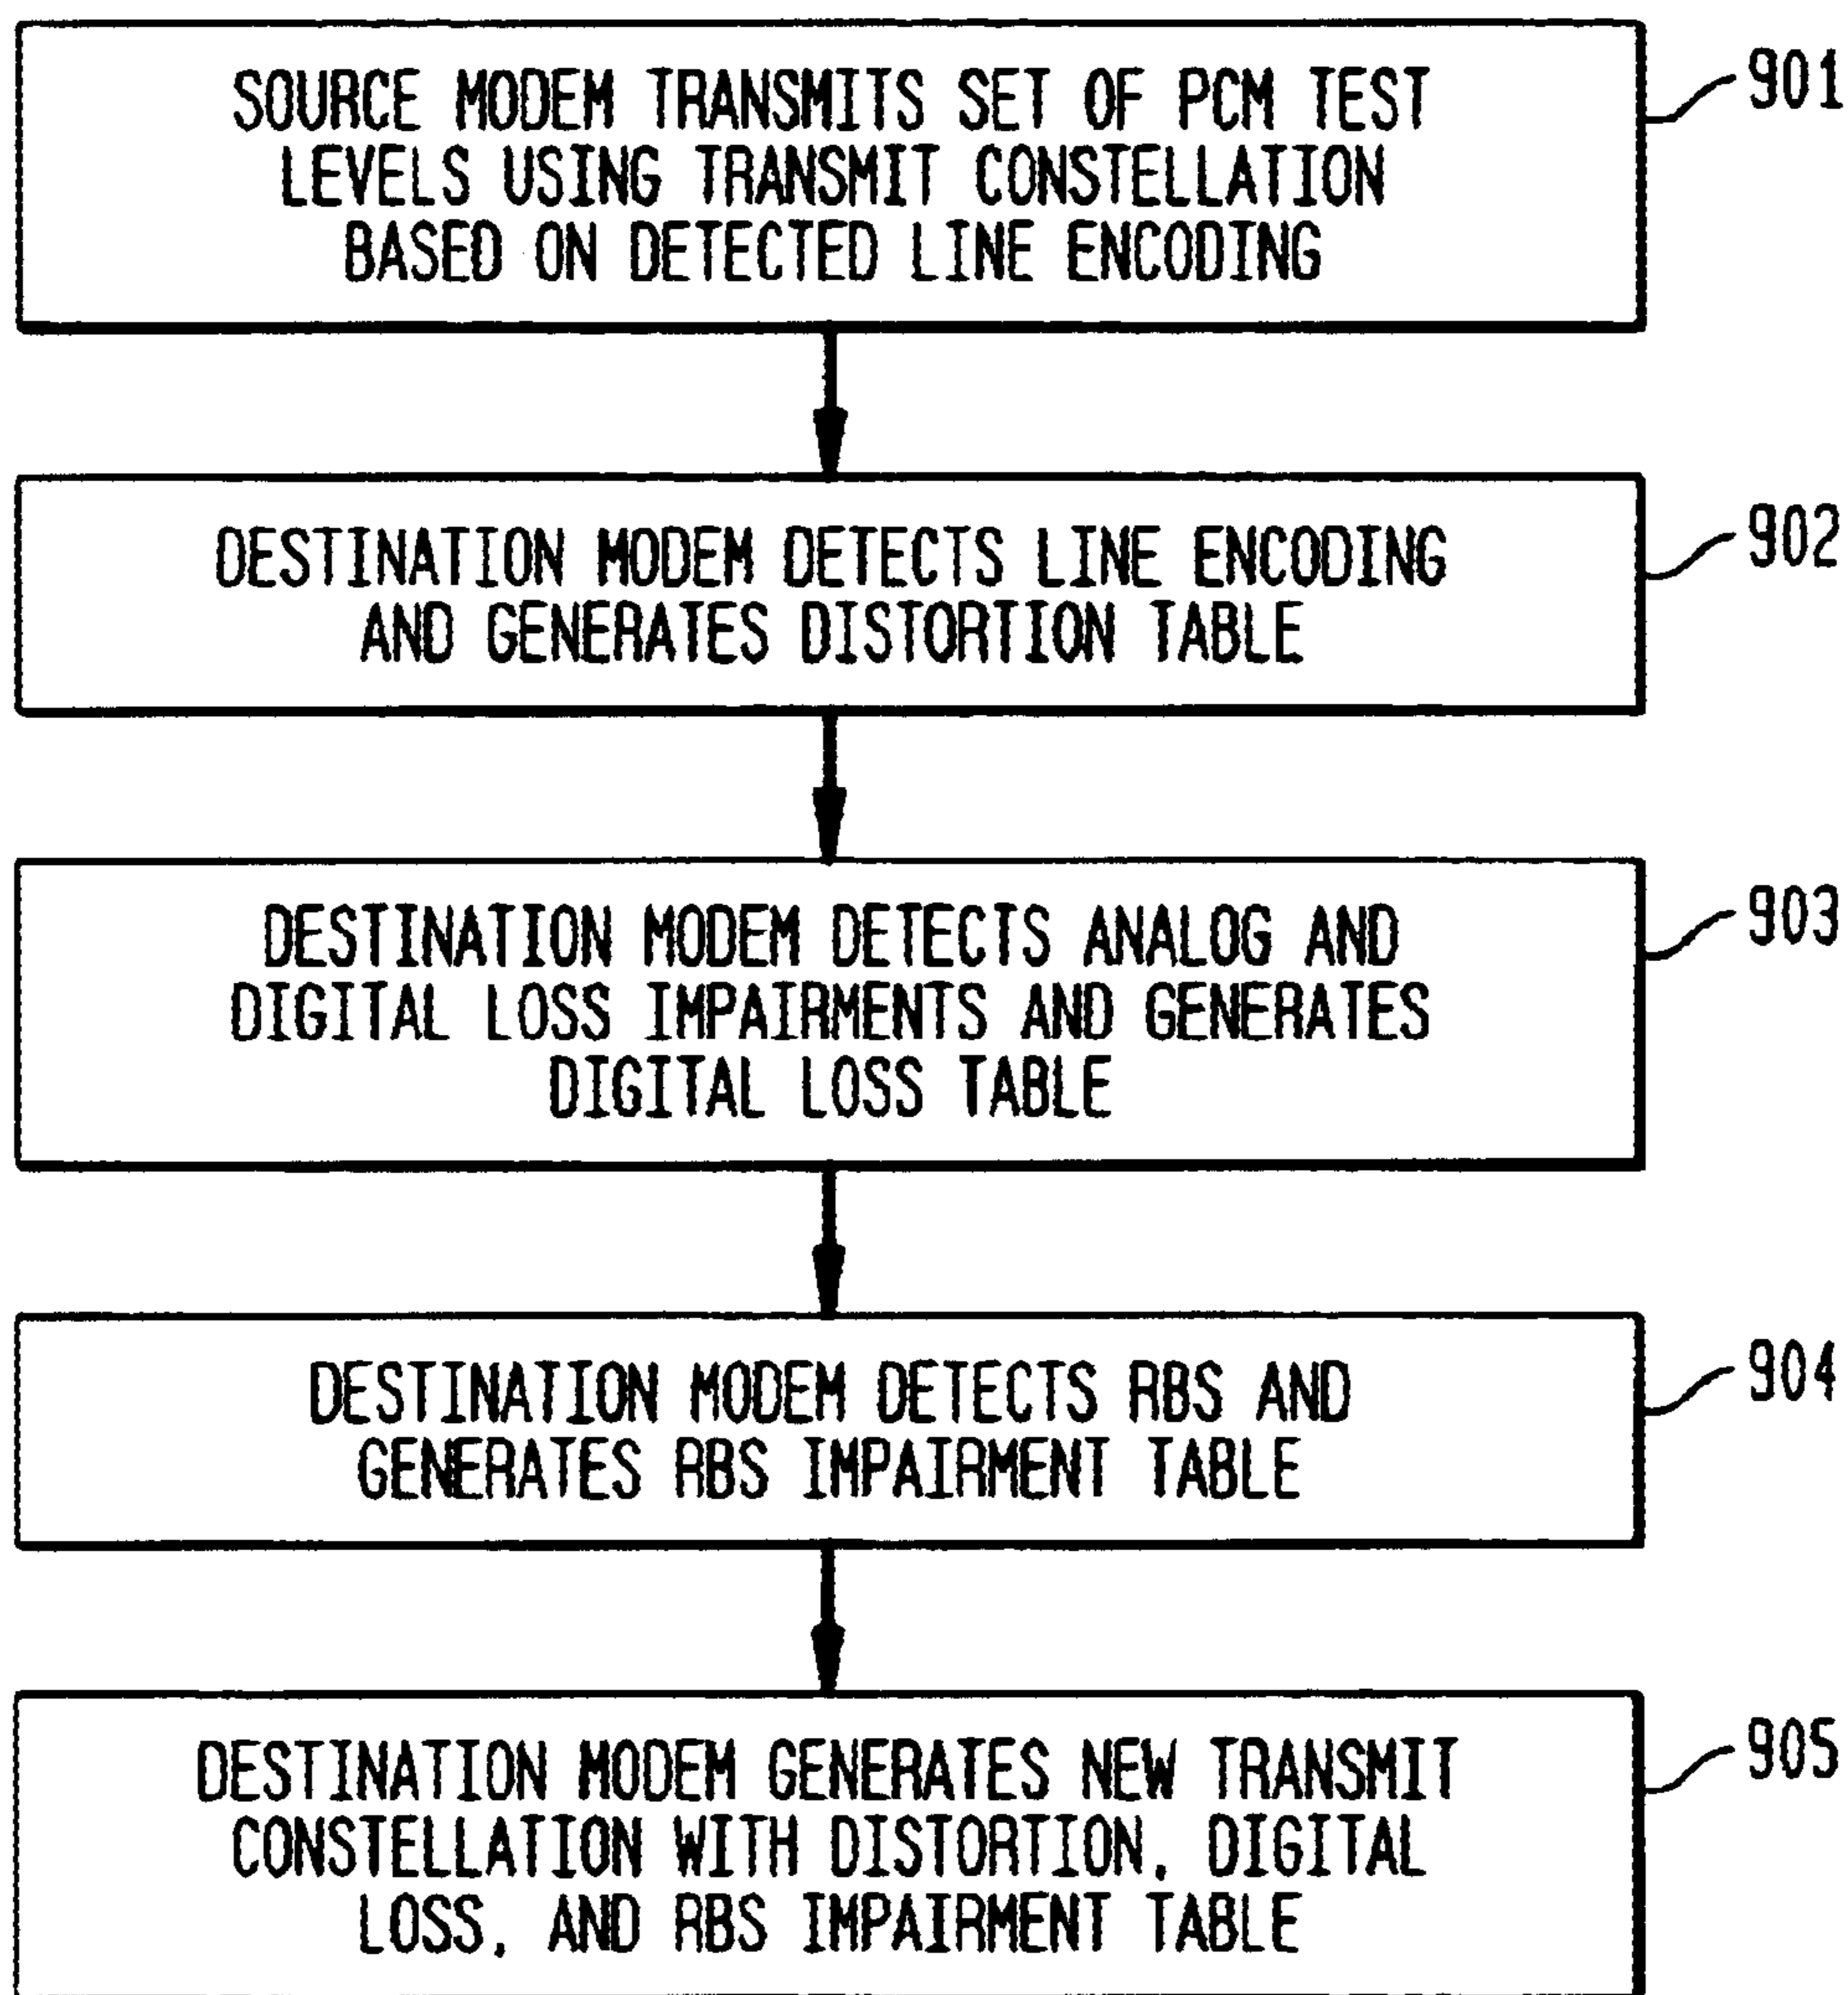 SOURCE MODEM TRANSMITS SET OF PCM TEST
LEVELS USING TRANSMIT CONSTELLATION
BASED ON DETECTED LINE ENCODING
901
DESTINATION MODEM DETECTS LINE ENCODING
AND GENERATES DISTORTION TABLE
902
DESTINATION MODEM DETECTS ANALOG AND
DIGITAL LOSS IMPAIRMENTS AND GENERATES
DIGITAL LOSS TABLE
903
DESTINATION MODEM DETECTS RBS AND
GENERATES RBS IMPAIRMENT TABLE
904
DESTINATION MODEM GENERATES NEW TRANSMIT
CONSTELLATION WITH DISTORTION, DIGITAL
LOSS, AND RBS IMPAIRMENT TABLE
905